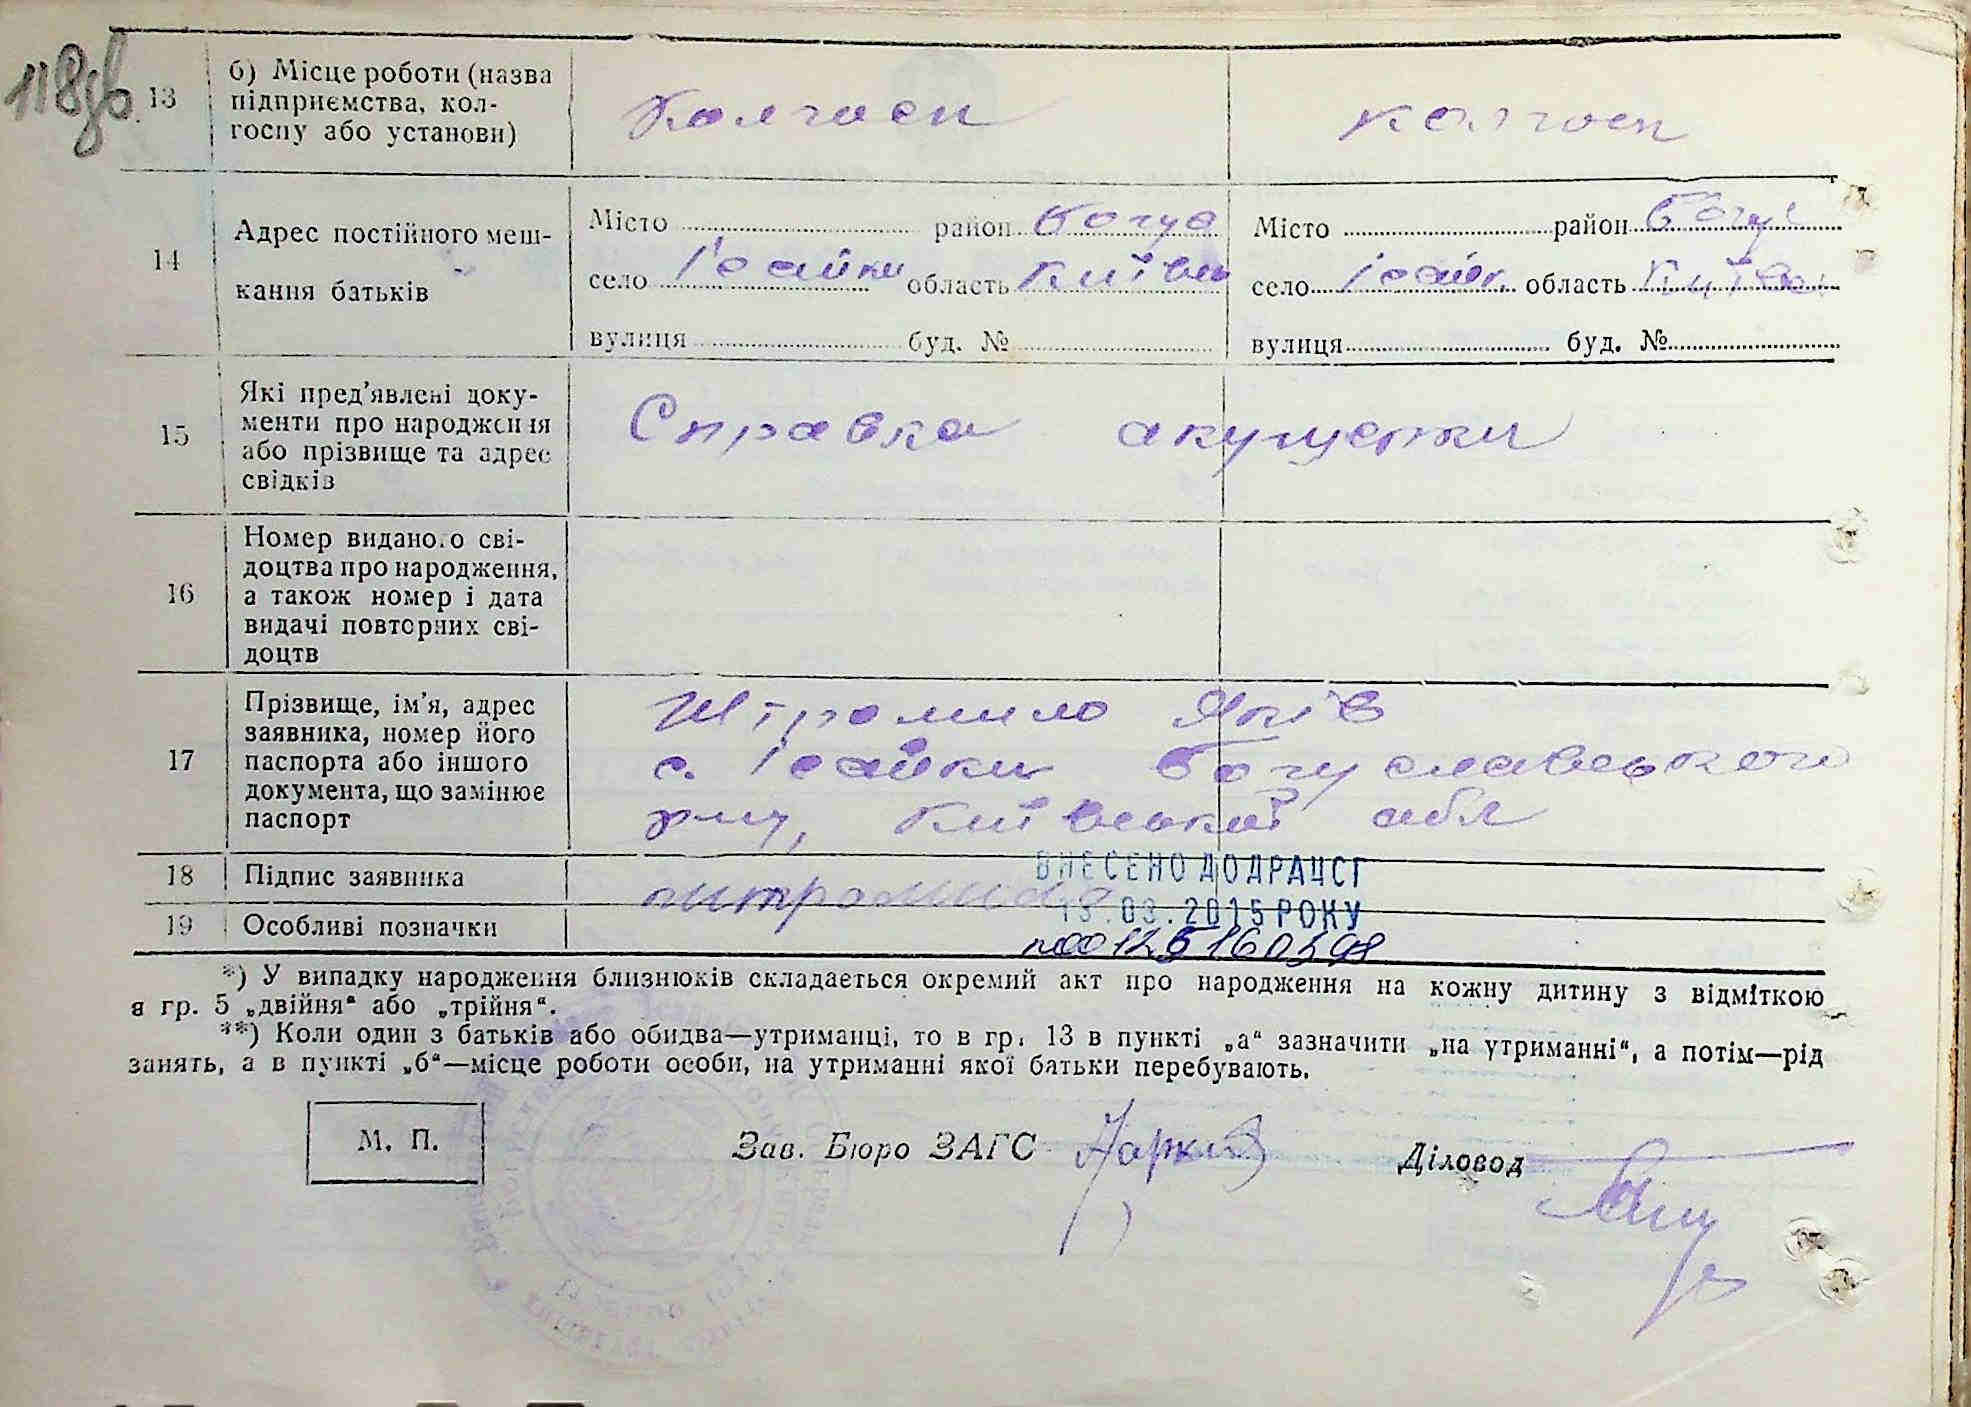 118зв.
13 б) Місце роботи (назва
підприємства, кол-
госпу або установи)
Колгосп колгосп
14 Адрес постійного меш-
кання батьків
Місто район Богус
село Ісайки область Київсь
вулиця буд. №
Місто район Богус
село Ісайк. область Київсь
вулиця буд. №
15 Які пред’явлені доку-
менти про народження
або прізвище та адрес
свідків
Справка акушерки
16 Номер виданого сві-
доцтва про народження,
а також номер і дата
видачі повторних сві-
доцтв
17 Прізвище, ім’я, адрес
заявника, номер його
паспорта або іншого
документа, що замінює
паспорт
Штромило Яків
с. Ісайки Богуславського
р-ну, Київської обл
18 Підпис заявника
ВНЕСЕНО ДО ДРАЦСГ
19 Особливі позначки
13.03.2015 РОКУ
*) У випадку народження близнюків складається окремий акт про народження на кожну дитину з відміткою
в гр. 5 „двійня“ або „трійня“.
**) Коли один з батьків або обидва—утриманці, то в гр. 13 в пункті „а“ зазначити „на утриманні“, а потім—рід
занять, а в пункті „б“—місце роботи особи, на утриманні якої батьки перебувають.
М. П. Зав. Бюро ЗАГС Діловод